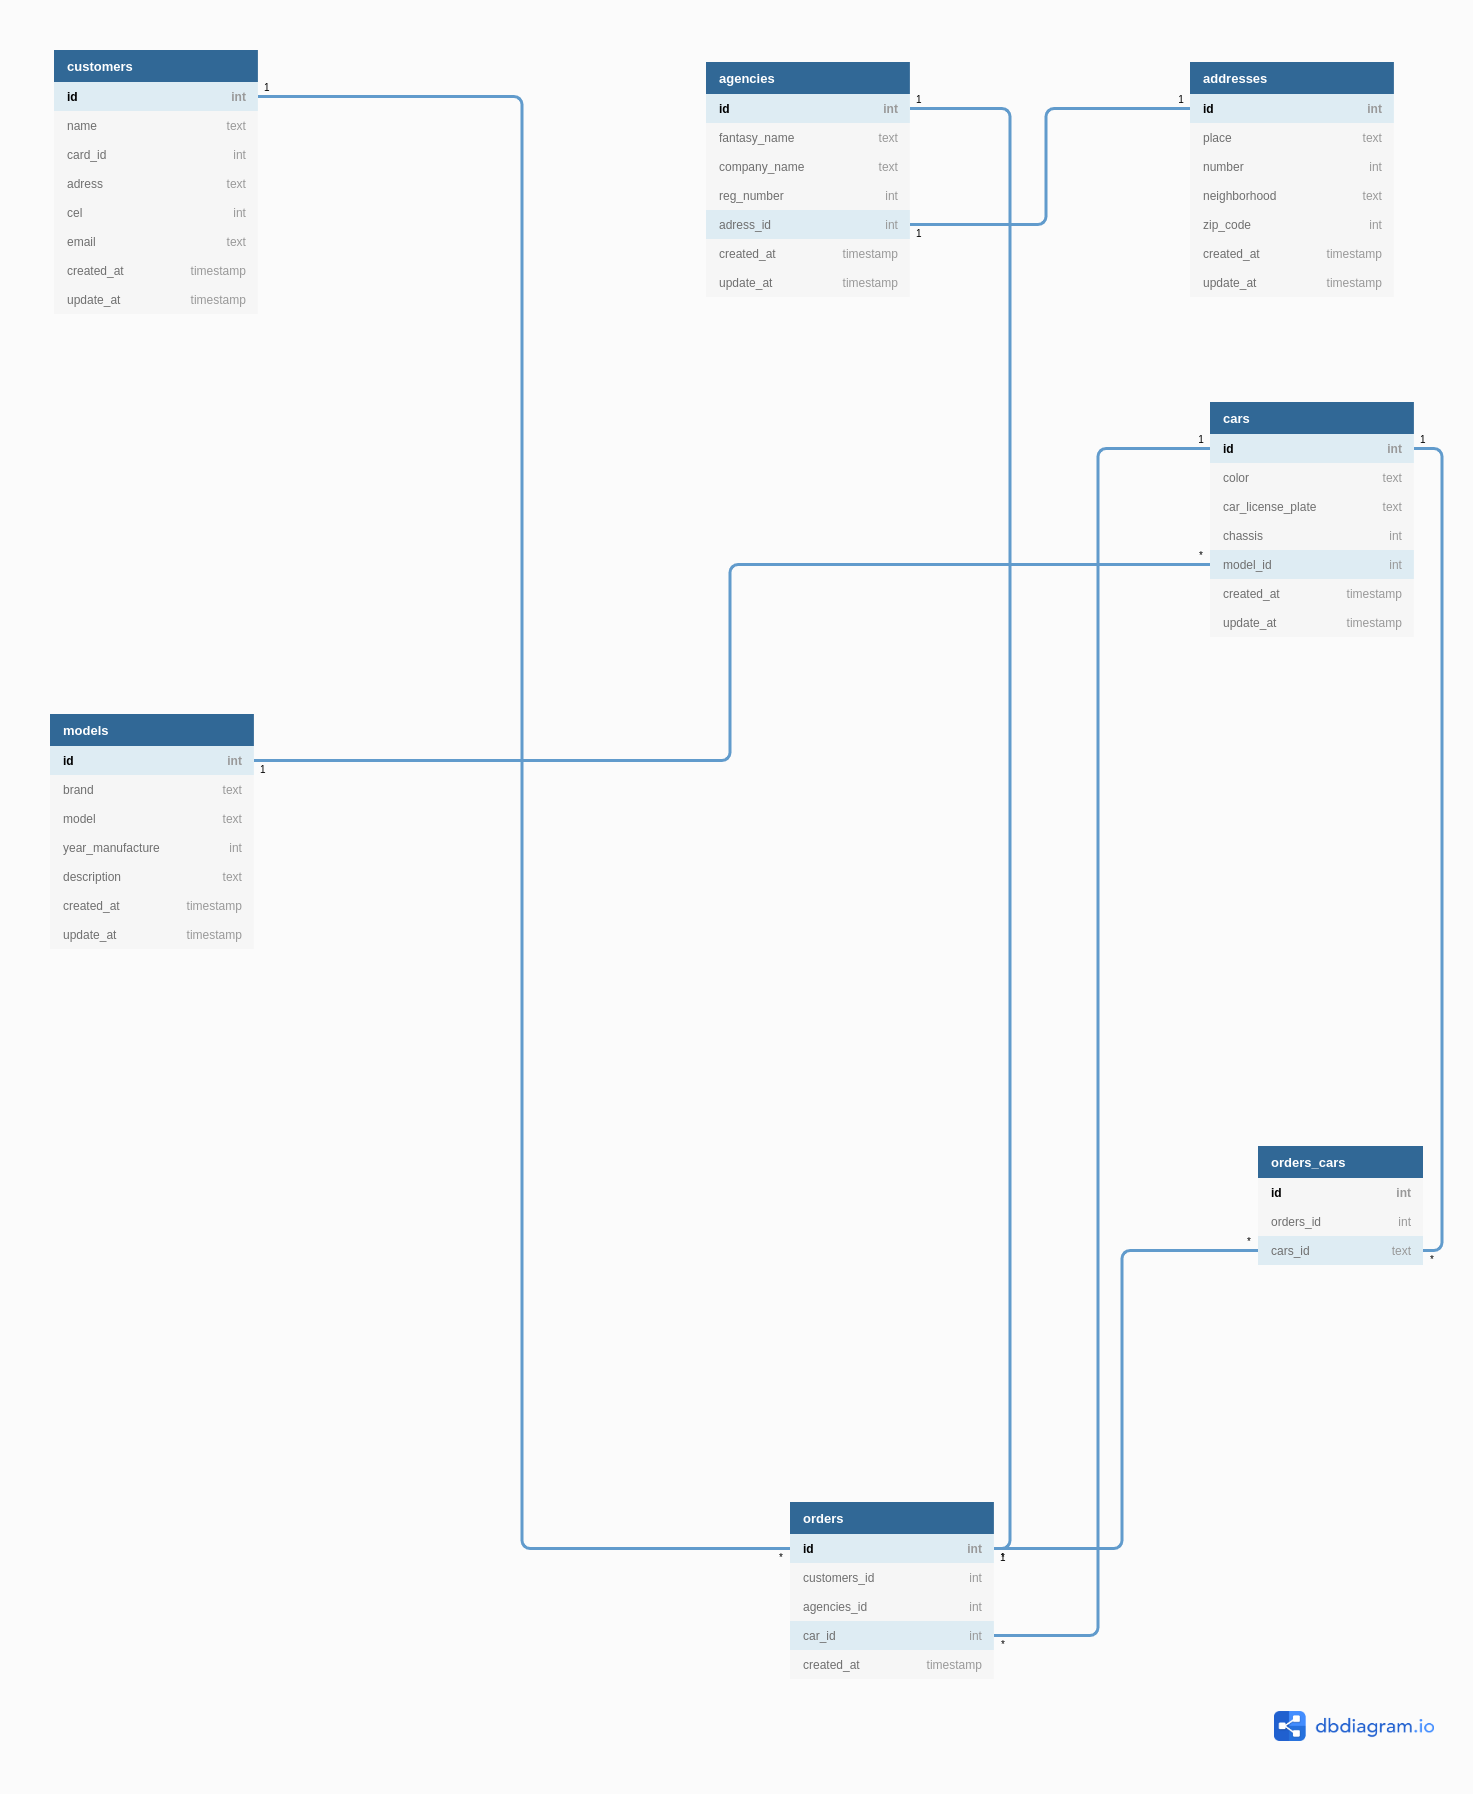 customers
id int
name text
card_id int
adress text
cel int
email text
created_at timestamp
update_at timestamp
1
agencies
id int
fantasy_name text
company_name text
reg_number int
adress_id int
created_at timestamp
update_at timestamp
1
1
addresses
id int
place text
number int
neighborhood text
zip_code int
created_at timestamp
update_at timestamp
1
cars
id int
color text
car_license_plate text
chassis int
model_id int
created_at timestamp
update_at timestamp
1
1
*
models
id int
brand text
model text
year_manufacture int
description text
created_at timestamp
update_at timestamp
1
orders_cars
id int
orders_id int
cars_id text
*
*
orders
id int
customers_id int
agencies_id int
car_id int
created_at timestamp
*
1
*
dbdiagram.io